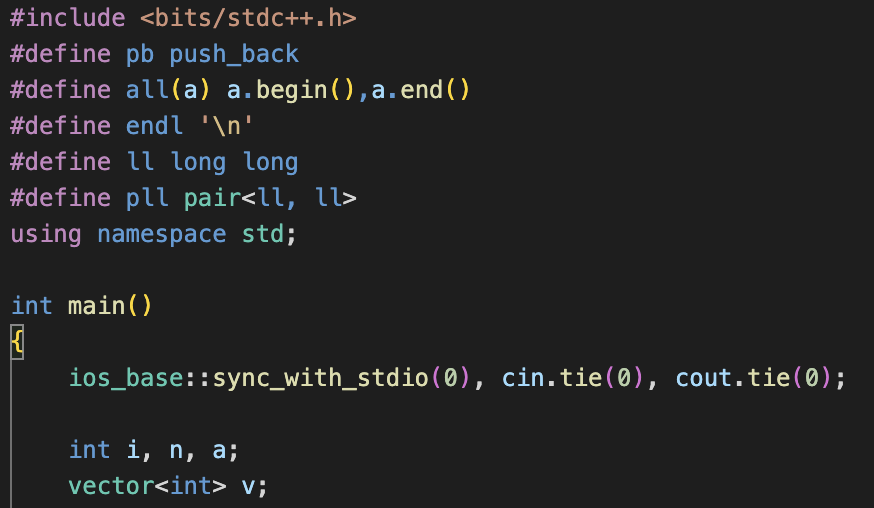 #include <bits/stdc++.h>
#define pb push_back
#define all(a) a.begin(),a.end()
#define endl '\n'
#define ll long long
#define pll pair<ll, ll>
using namespace std;

int main()
{
    ios_base::sync_with_stdio(0), cin.tie(0), cout.tie(0);

    int i, n, a;
    vector<int> v;